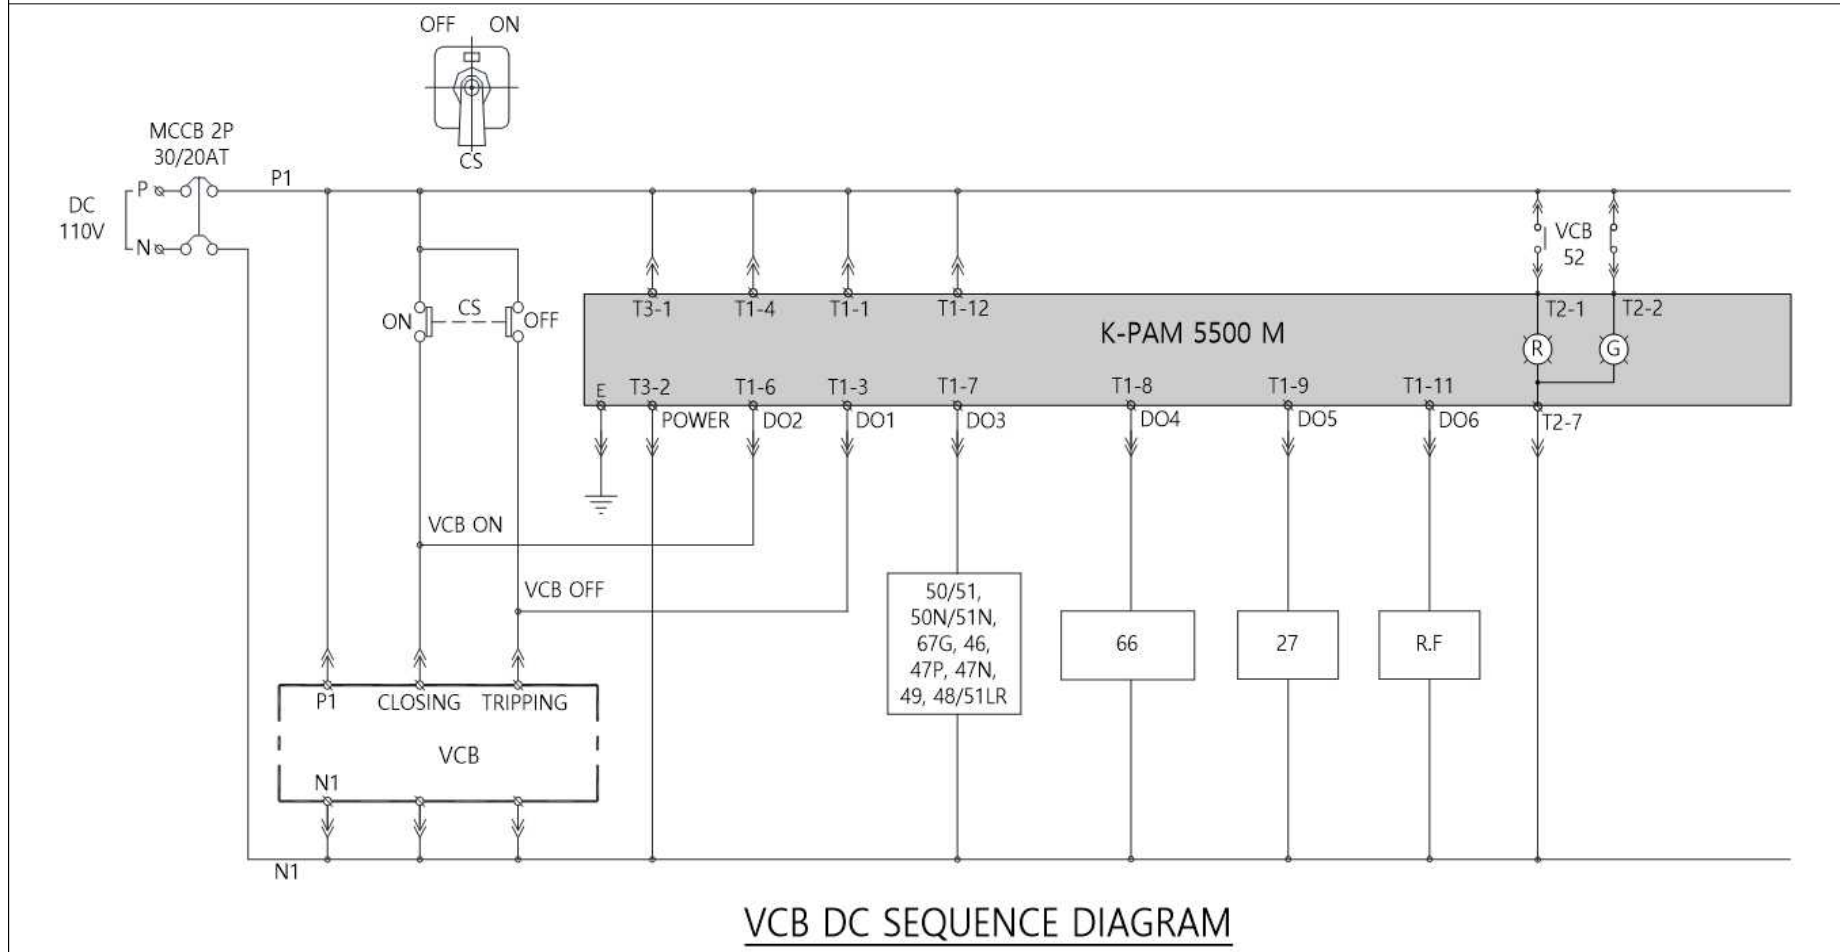 OFF ON
CS
MCCB 2P
30/20AT
P1
DC
110V
P
N
VCB
52
ON
CS
OFF
T3-1
T1-4
T1-1
T1-12
T2-1
T2-2
K-PAM 5500 M
R
G
E
T3-2
T1-6
T1-3
T1-7
T1-8
T1-9
T1-11
POWER
DO2
DO1
DO3
DO4
DO5
DO6
T2-7
VCB ON
VCB OFF
50/51,
50N/51N,
67G, 46,
47P, 47N,
49, 48/51LR
66
27
R.F
P1
CLOSING
TRIPPING
VCB
N1
N1
VCB DC SEQUENCE DIAGRAM